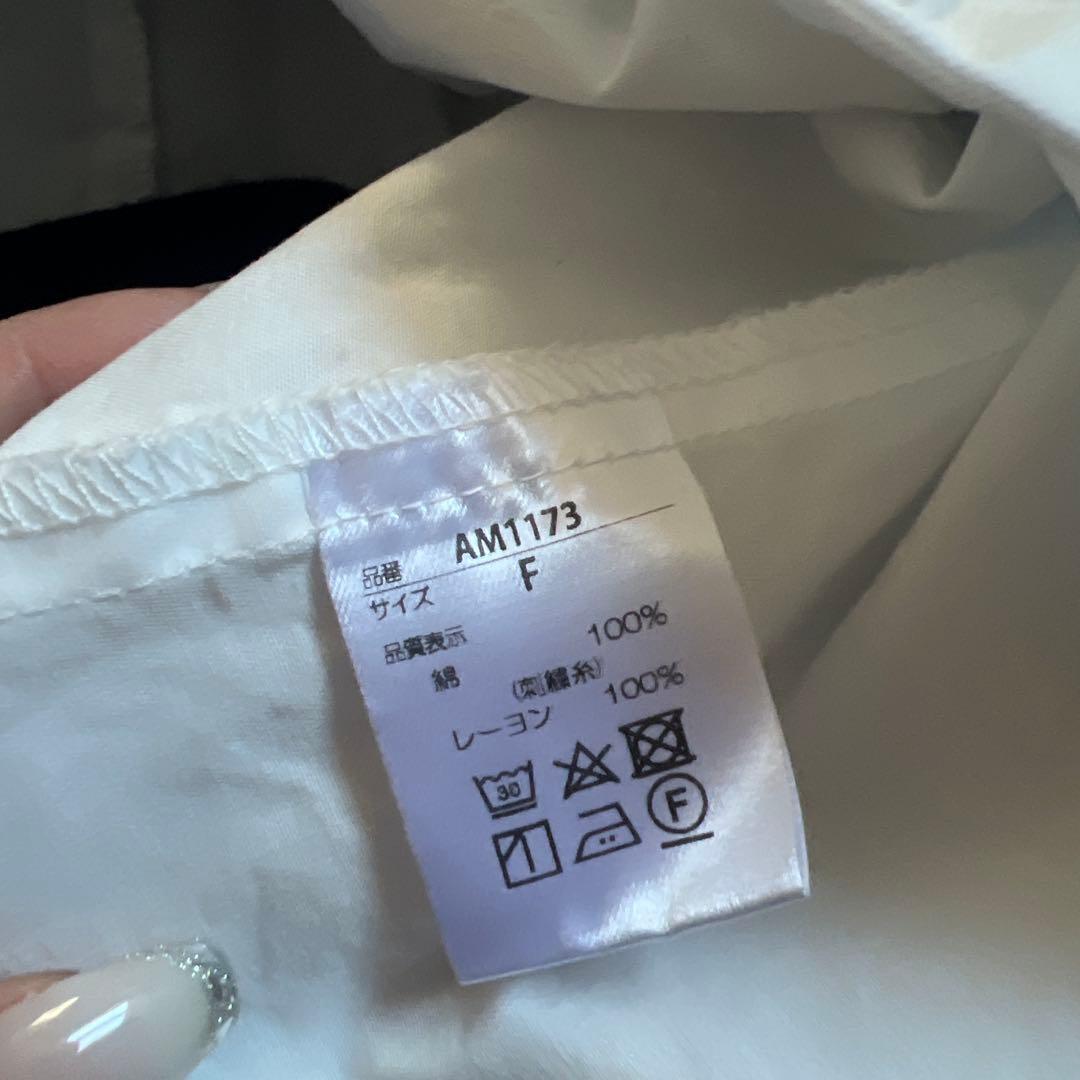 品番 AM1173
サイズ F
品質表示
綿 100%
(刺繍糸)
レーヨン 100%
30
F